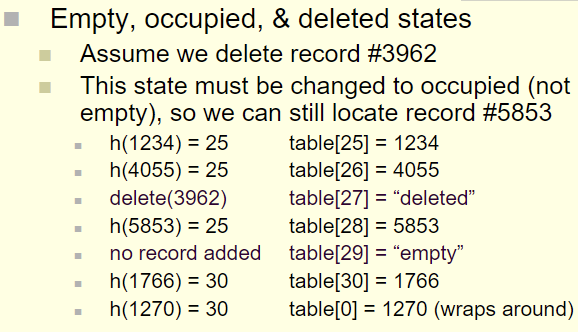 Empty, occupied, & deleted states
Assume we delete record #3962
This state must be changed to occupied (not
empty), so we can still locate record #5853
h(1234) = 25 table[25] = 1234
h(4055) = 25 table[26] = 4055
delete(3962) table[27] = “deleted”
h(5853) = 25 table[28] = 5853
no record added table[29] = “empty”
h(1766) = 30 table[30] = 1766
h(1270) = 30 table[0] = 1270 (wraps around)